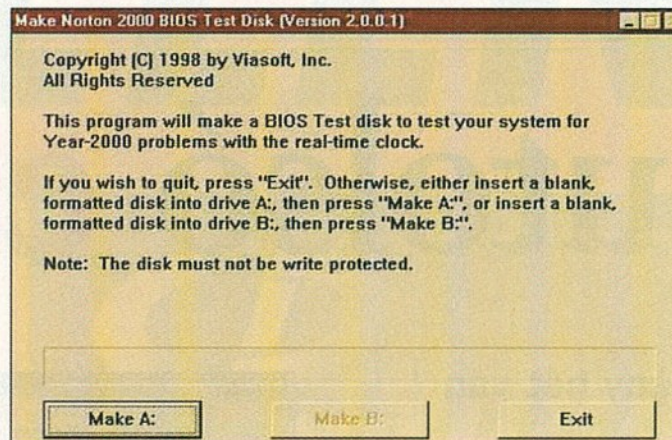 Make Norton 2000 BIOS Test Disk (Version 2.0.0.1)
Copyright (C) 1998 by Viasoft, Inc.
All Rights Reserved
This program will make a BIOS Test disk to test your system for
Year-2000 problems with the real-time clock.
If you wish to quit, press "Exit". Otherwise, either insert a blank,
formatted disk into drive A:, then press "Make A:", or insert a blank,
formatted disk into drive B:, then press "Make B:".
Note: The disk must not be write protected.
Make A:
Make B:
Exit